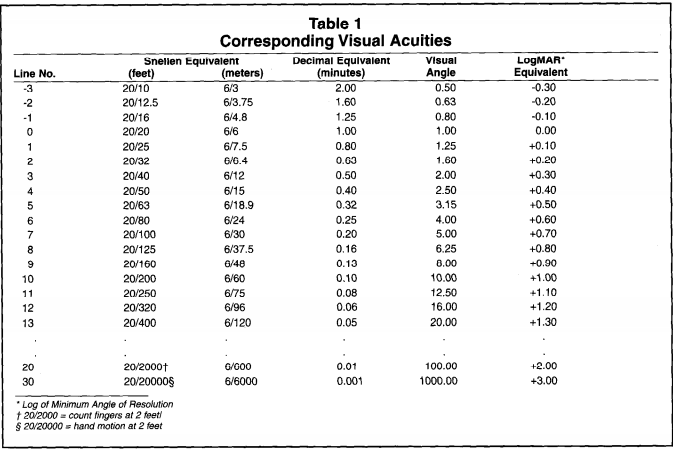 Table 1
Corresponding Visual Acuities
Snellen Equivalent Decimal Equivalent Visual LogMAR*
Line No. (feet) (meters) (minutes) Angle Equivalent
-3 20/10 6/3 2.00 0.50 -0.30
-2 20/12.5 6/3.75 1.60 0.63 -0.20
-1 20/16 6/4.8 1.25 0.80 -0.10
0 20/20 6/6 1.00 1.00 0.00
1 20/25 6/7.5 0.80 1.25 +0.10
2 20/32 6/6.4 0.63 1.60 +0.20
3 20/40 6/12 0.50 2.00 +0.30
4 20/50 6/15 0.40 2.50 +0.40
5 20/63 6/18.9 0.32 3.15 +0.50
6 20/80 6/24 0.25 4.00 +0.60
7 20/100 6/30 0.20 5.00 +0.70
8 20/125 6/37.5 0.16 6.25 +0.80
9 20/160 6/48 0.13 8.00 +0.90
10 20/200 6/60 0.10 10.00 +1.00
11 20/250 6/75 0.08 12.50 +1.10
12 20/320 6/96 0.06 16.00 +1.20
13 20/400 6/120 0.05 20.00 +1.30
. . . . .
. . . . .
20 20/2000† 6/600 0.01 100.00 +2.00
30 20/20000§ 6/6000 0.001 1000.00 +3.00
* Log of Minimum Angle of Resolution
† 20/2000 = count fingers at 2 feet/
§ 20/20000 = hand motion at 2 feet